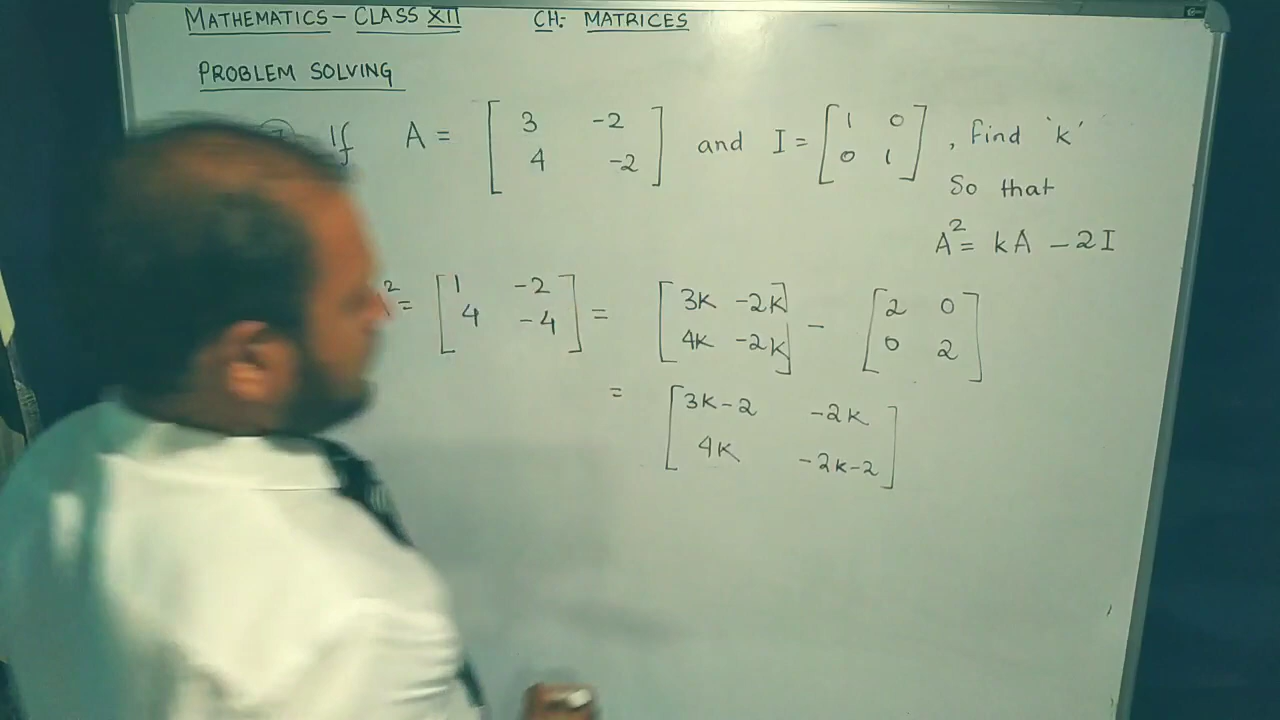 MATHEMATICS - CLASS XII CH: MATRICES
PROBLEM SOLVING
If A = [ 3 -2 and I = [ 1 0 , find 'k'
4 -2 ] 0 1 ] So that
A² = kA - 2I
² = [ 1 -2 = [ 3K -2K ] - [ 2 0
4 -4 ] 4K -2K ] 0 2 ]
= [ 3K-2 -2K
4K -2K-2 ]